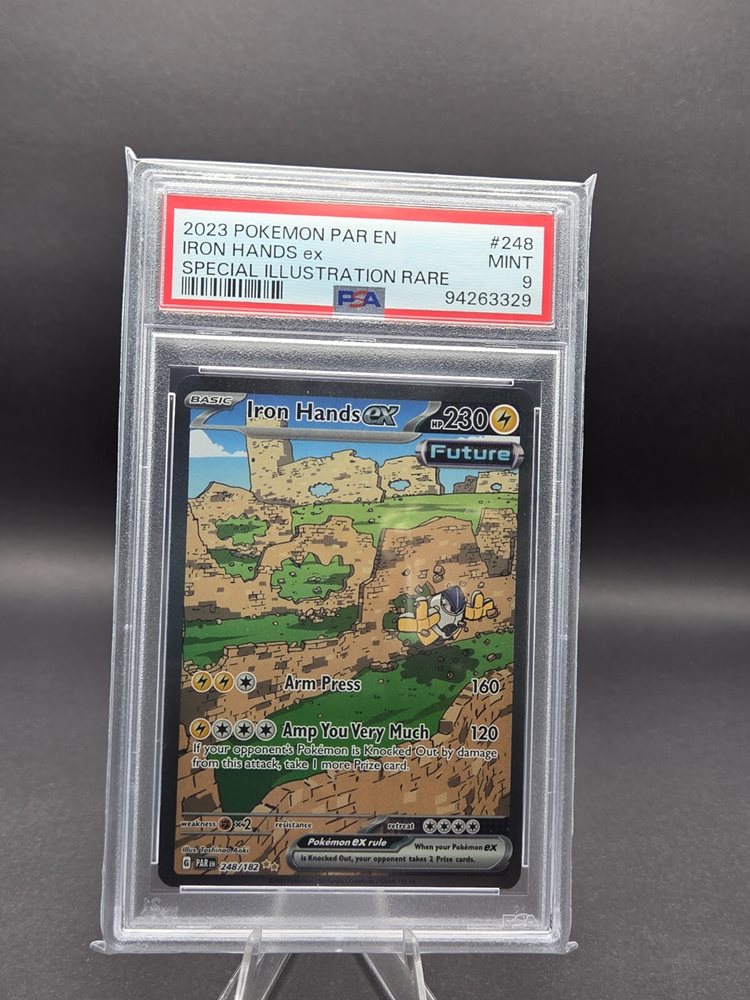 2023 POKEMON PAR EN #248
IRON HANDS ex MINT
SPECIAL ILLUSTRATION RARE 9
PSA 94263329
BASIC Iron Hands ex HP 230
Future
Arm Press 160
Amp You Very Much 120
If your opponent's Pokémon is Knocked Out by damage
from this attack, take 1 more Prize card.
weakness ×2 resistance retreat
Illus. Toshinao Aoki
Pokémon ex rule When your Pokémon ex
is Knocked Out, your opponent takes 2 Prize cards.
G PAR EN 248/182
PSA